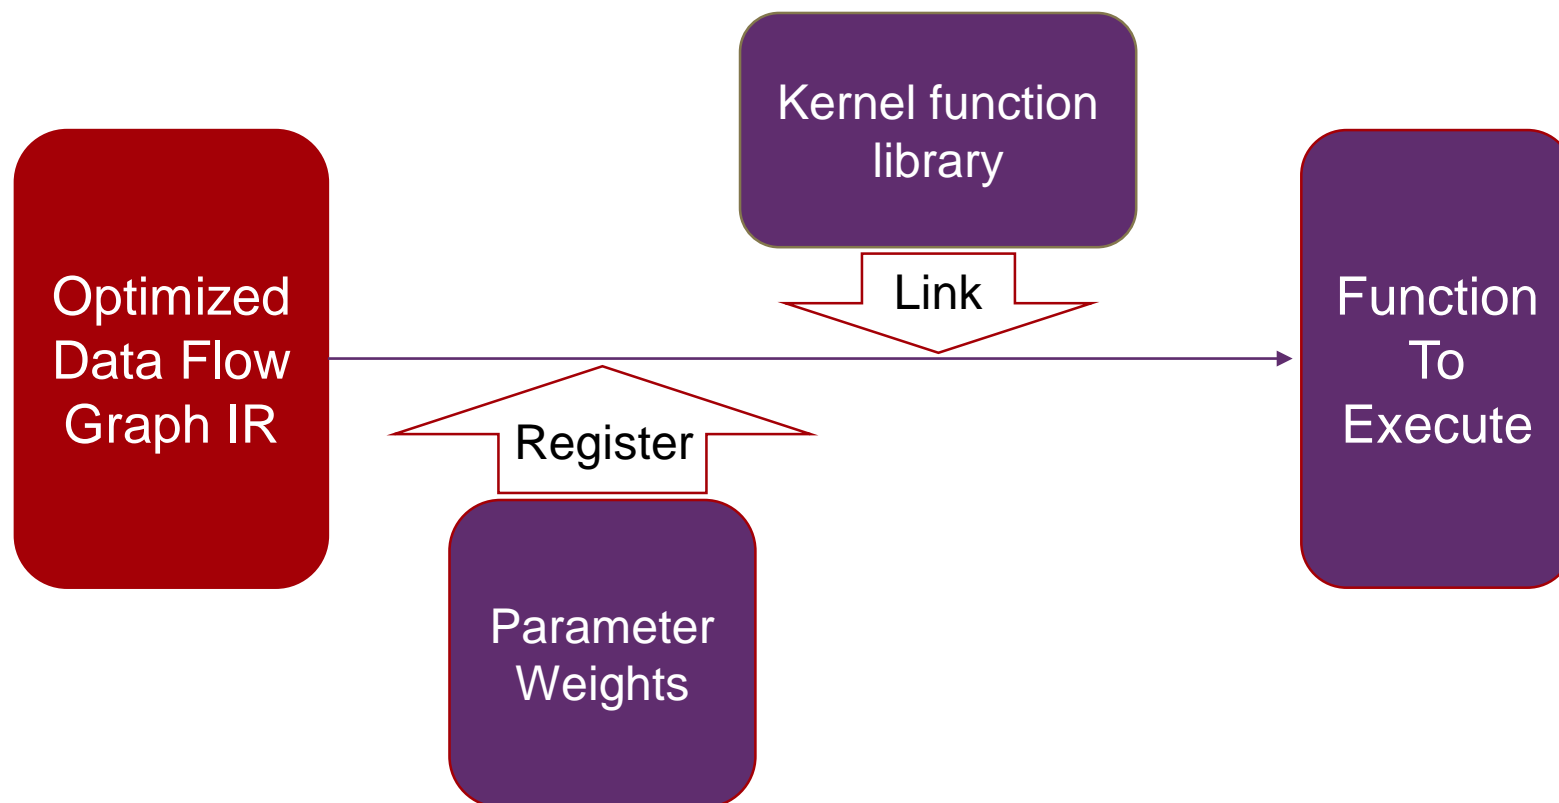 Optimized
Data Flow
Graph IR
Kernel function
library
Link
Register
Parameter
Weights
Function
To
Execute